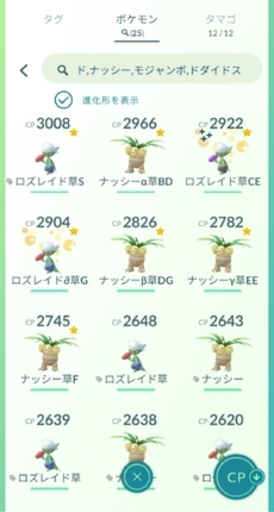 タグ
ポケモン
(25)
タマゴ
12/12
ド,ナッシー,モジャンボ,ドダイドス
進化形を表示
CP3008 CP2966 CP2922
ロズレイド草S ナッシーα草BD ロズレイド草CE
CP2904 CP2826 CP2782
ロズレイド∂草G ナッシーβ草DG ナッシーγ草EE
CP2745 CP2648 CP2643
ナッシー草F ロズレイド草 ナッシー
CP2639 CP2638 CP2620
ロズレイド草
CP